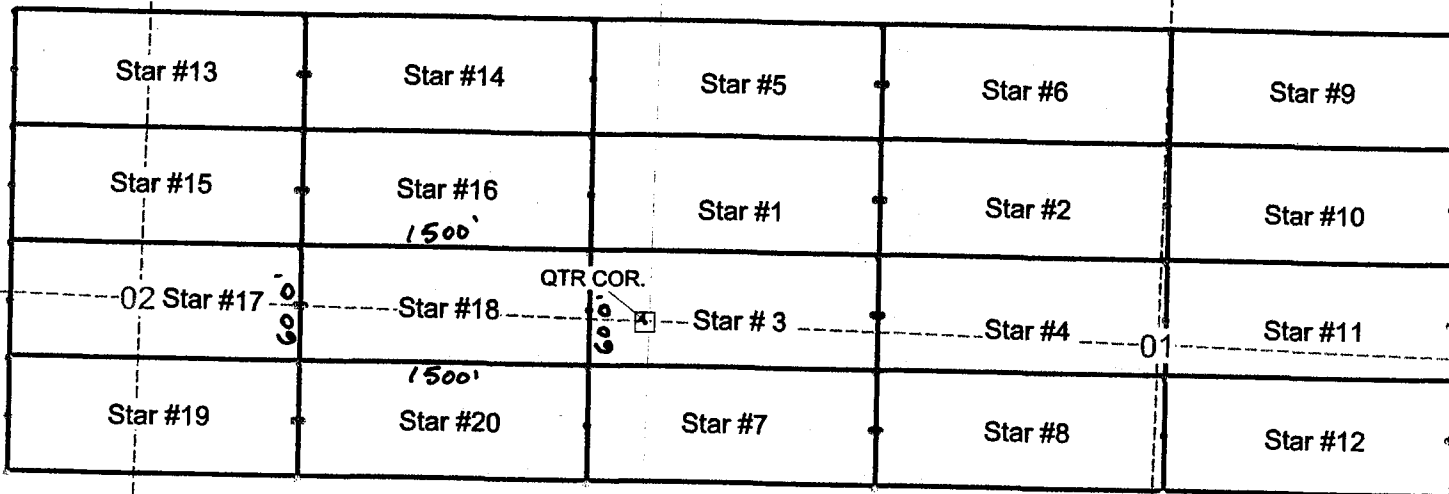 Star #13 Star #14 Star #5 Star #6 Star #9
Star #15 Star #16 Star #1 Star #2 Star #10
1500'
QTR COR.
02 Star #17 600' Star #18 600' Star # 3 Star #4 01 Star #11
1500'
Star #19 Star #20 Star #7 Star #8 Star #12